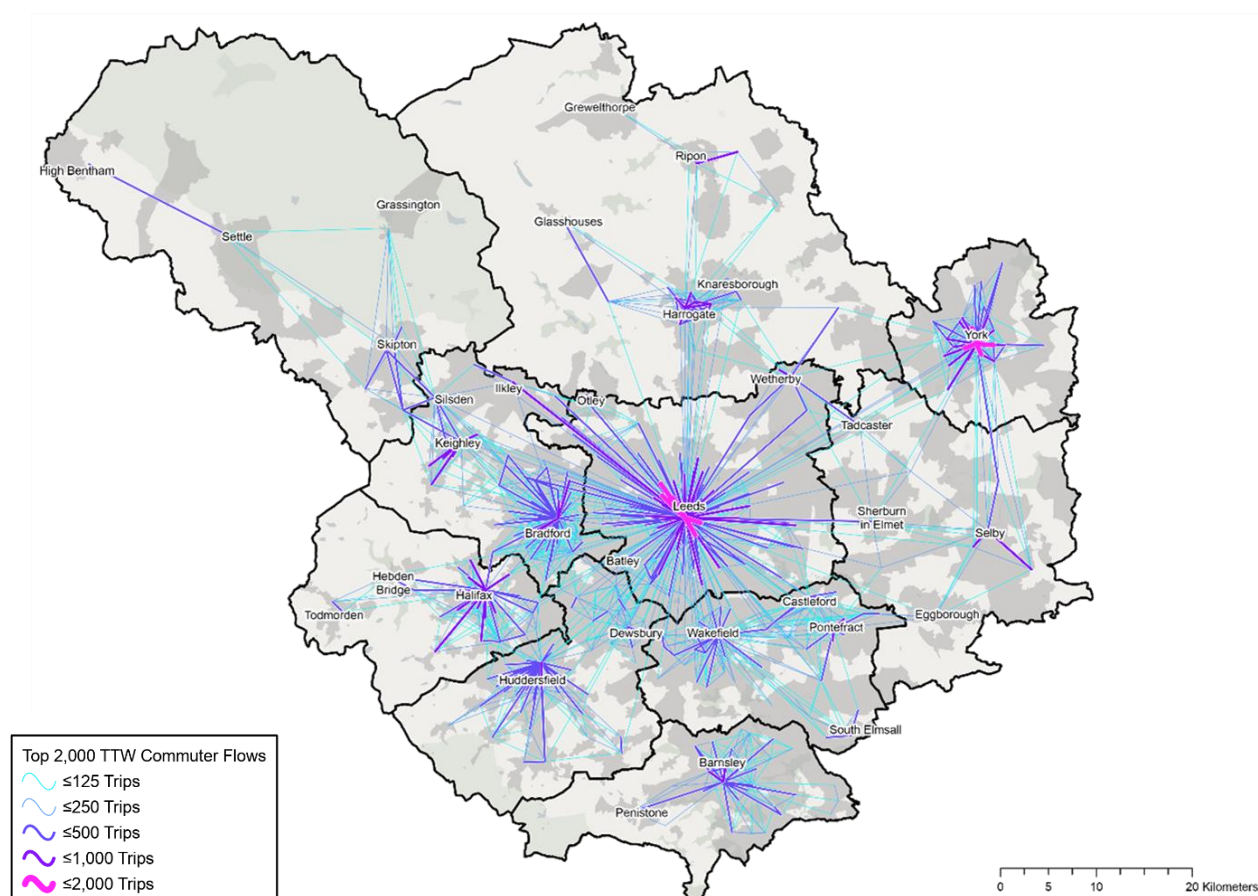 Grewelthorpe
Ripon
High Bentham
Grassington
Glasshouses
Settle
Knaresborough
Harrogate
York
Skipton
Wetherby
Ilkley
Silsden
Otley
Tadcaster
Keighley
Leeds
Sherburn
in Elmet
Bradford
Selby
Batley
Hebden
Bridge
Halifax
Castleford
Todmorden
Eggborough
Pontefract
Dewsbury
Wakefield
Huddersfield
South Elmsall
Barnsley
Penistone
Top 2,000 TTW Commuter Flows
≤125 Trips
≤250 Trips
≤500 Trips
≤1,000 Trips
≤2,000 Trips
0 5 10 20 Kilometers